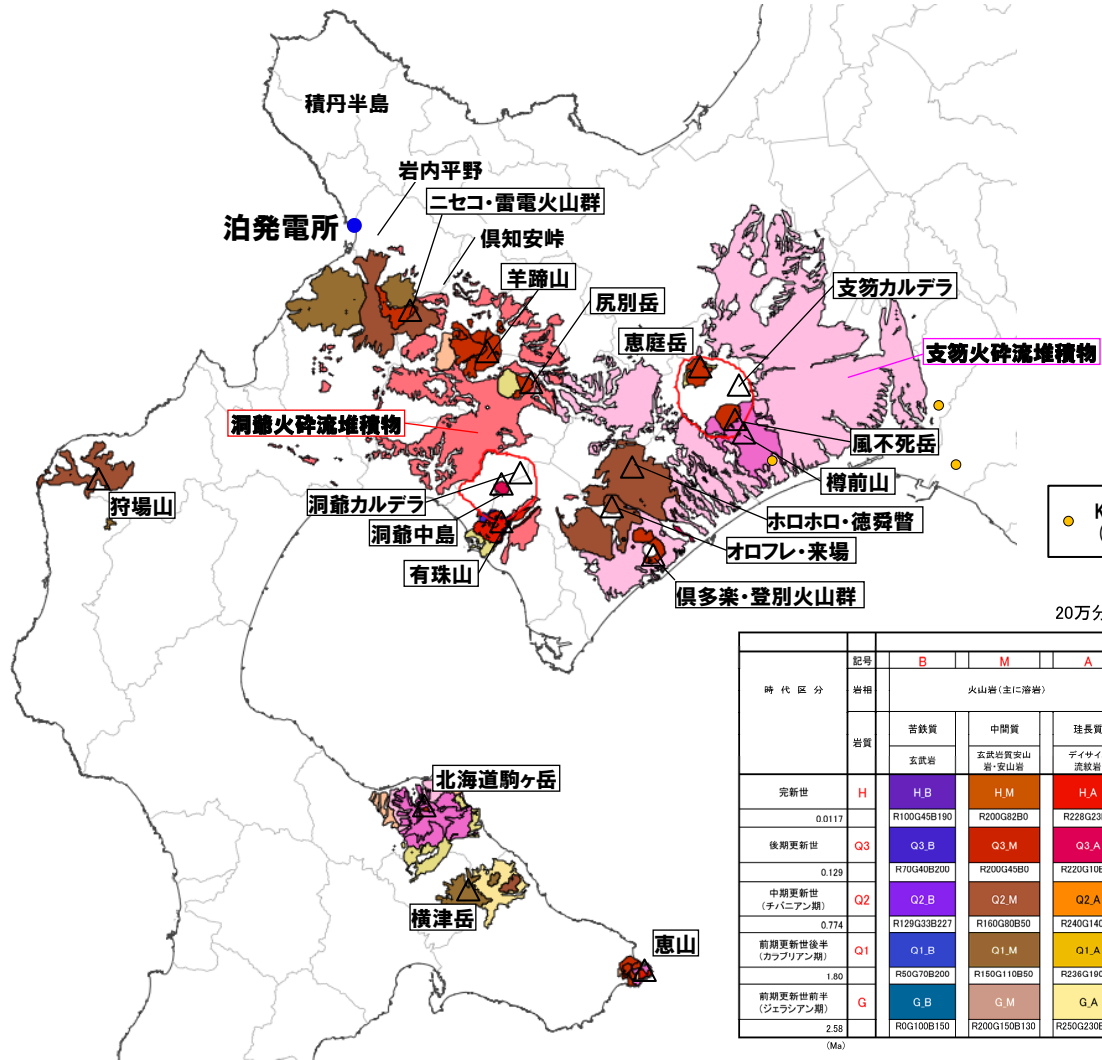 積丹半島
岩内平野
ニセコ・雷電火山群
泊発電所
倶知安峠
羊蹄山
尻別岳
支笏カルデラ
恵庭岳
支笏火砕流堆積物
洞爺火砕流堆積物
風不死岳
樽前山
狩場山
洞爺カルデラ
洞爺中島
ホロホロ・徳舜瞥
オロフレ・来場
有珠山
倶多楽・登別火山群
K
(
20万分
北海道駒ヶ岳
横津岳
恵山
記号 B M A
時代区分 岩相 火山岩(主に溶岩)
岩質 苦鉄質 中間質 珪長質
玄武岩 玄武岩質安山岩・安山岩 デイサイ 流紋岩
完新世 H H_B H_M H_A
0.0117 R100G45B190 R200G82B0 R228G23
後期更新世 Q3 Q3_B Q3_M Q3_A
0.129 R70G40B200 R200G45B0 R220G10B
中期更新世
(チバニアン期) Q2 Q2_B Q2_M Q2_A
0.774 R129G33B227 R160G80B50 R240G140
前期更新世後半
(カラブリアン期) Q1 Q1_B Q1_M Q1_A
1.80 R50G70B200 R150G110B50 R236G190
前期更新世前半
(ジェラシアン期) G G_B G_M G_A
2.58 R0G100B150 R200G150B130 R250G230B
(Ma)